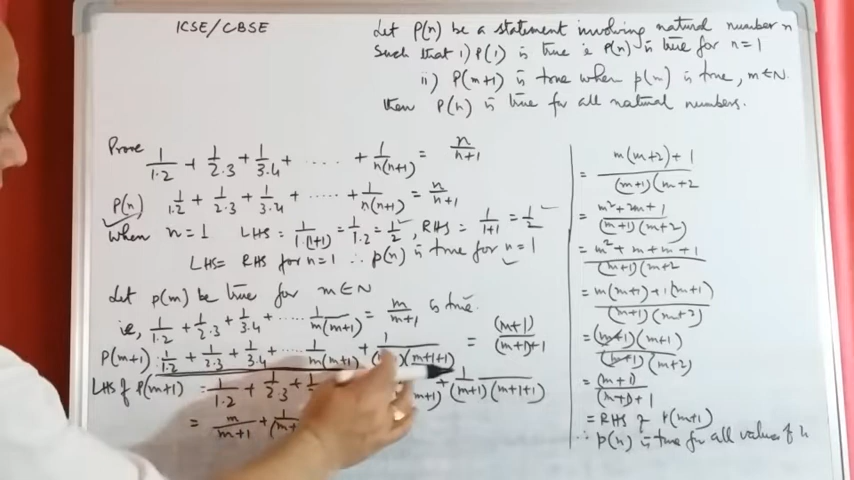 ICSE/CBSE
Let P(n) be a statement involving natural number n
Such that i) P(1) is true i.e P(n) is true for n = 1
ii) P(m+1) is true when p(m) is true, m ∈ N.
then P(n) is true for all natural numbers.
Prove 1/1.2 + 1/2.3 + 1/3.4 + ..... + 1/n(n+1) = n/n+1
P(n) 1/1.2 + 1/2.3 + 1/3.4 + ..... + 1/n(n+1) = n/n+1
When n = 1 LHS = 1/1.(1+1) = 1/1.2 = 1/2, RHS = 1/1+1 = 1/2
LHS = RHS for n = 1 ∴ p(n) is true for n = 1
Let p(m) be true for m ∈ N
ie, 1/1.2 + 1/2.3 + 1/3.4 + .... 1/m(m+1) = m/m+1 is true.
P(m+1) : 1/1.2 + 1/2.3 + 1/3.4 + .... 1/m(m+1) + 1/ )(m+1+1) = (m+1)/(m+1)+1
LHS of P(m+1) = 1/1.2 + 1/2.3 + m+1) + 1/(m+1)(m+1+1)
= m/m+1 + 1/(m+
= m(m+2)+1/(m+1)(m+2
= m²+2m+1/(m+1)(m+2)
= m²+m+m+1/(m+1)(m+2
= m(m+1)+1(m+1)/(m+1)(m+2)
= (m+1)(m+1)/(m+1)(m+2)
= (m+1)/(m+1)+1
= RHS of P(m+1)
∴ p(n) is true for all values of n